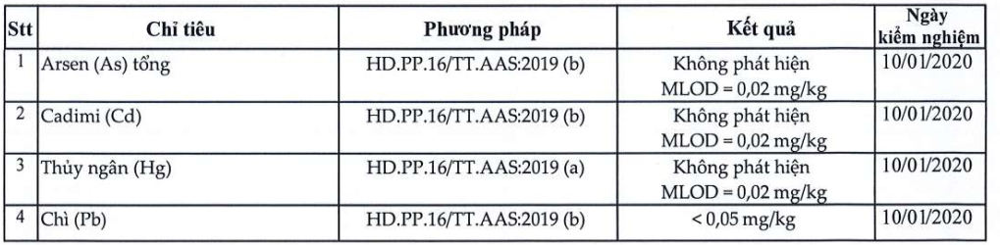 Stt Chỉ tiêu Phương pháp Kết quả Ngày
kiểm nghiệm
1 Arsen (As) tổng HD.PP.16/TT.AAS:2019 (b) Không phát hiện 10/01/2020
MLOD = 0,02 mg/kg
2 Cadimi (Cd) HD.PP.16/TT.AAS:2019 (b) Không phát hiện 10/01/2020
MLOD = 0,02 mg/kg
3 Thủy ngân (Hg) HD.PP.16/TT.AAS:2019 (a) Không phát hiện 10/01/2020
MLOD = 0,02 mg/kg
4 Chì (Pb) HD.PP.16/TT.AAS:2019 (b) < 0,05 mg/kg 10/01/2020